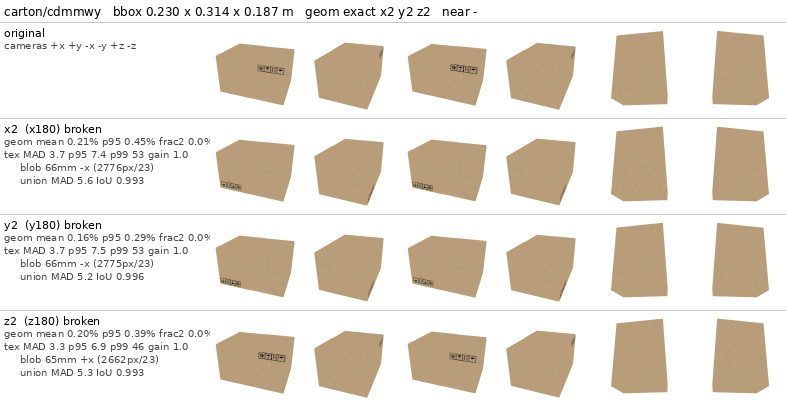 carton/cdmmwy bbox 0.230 x 0.314 x 0.187 m geom exact x2 y2 z2 near -
original
cameras +x +y -x -y +z -z
x2 (x180) broken
geom mean 0.21% p95 0.45% frac2 0.0%
tex MAD 3.7 p95 7.4 p99 53 gain 1.0
blob 66mm -x (2776px/23)
union MAD 5.6 IoU 0.993
y2 (y180) broken
geom mean 0.16% p95 0.29% frac2 0.0%
tex MAD 3.7 p95 7.5 p99 53 gain 1.0
blob 66mm -x (2775px/23)
union MAD 5.2 IoU 0.996
z2 (z180) broken
geom mean 0.20% p95 0.39% frac2 0.0%
tex MAD 3.3 p95 6.9 p99 46 gain 1.0
blob 65mm +x (2662px/23)
union MAD 5.3 IoU 0.993